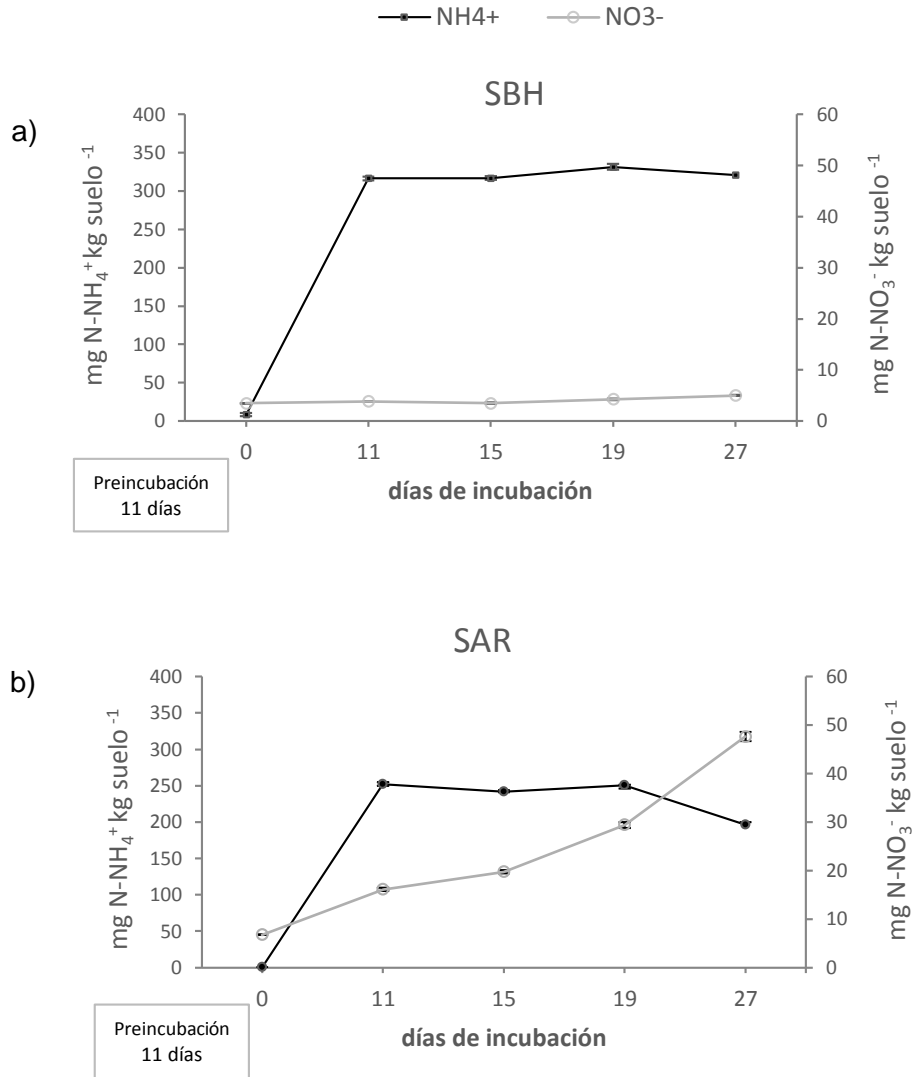 NH4+ NO3-
a)
SBH
400
350
300
250
200
150
100
50
0
mg N-NH₄⁺ kg suelo ⁻¹
60
50
40
30
20
10
0
mg N-NO₃⁻ kg suelo ⁻¹
0 11 15 19 27
días de incubación
Preincubación
11 días
b)
SAR
400
350
300
250
200
150
100
50
0
mg N-NH₄⁺ kg suelo ⁻¹
60
50
40
30
20
10
0
mg N-NO₃⁻ kg suelo ⁻¹
0 11 15 19 27
días de incubación
Preincubación
11 días